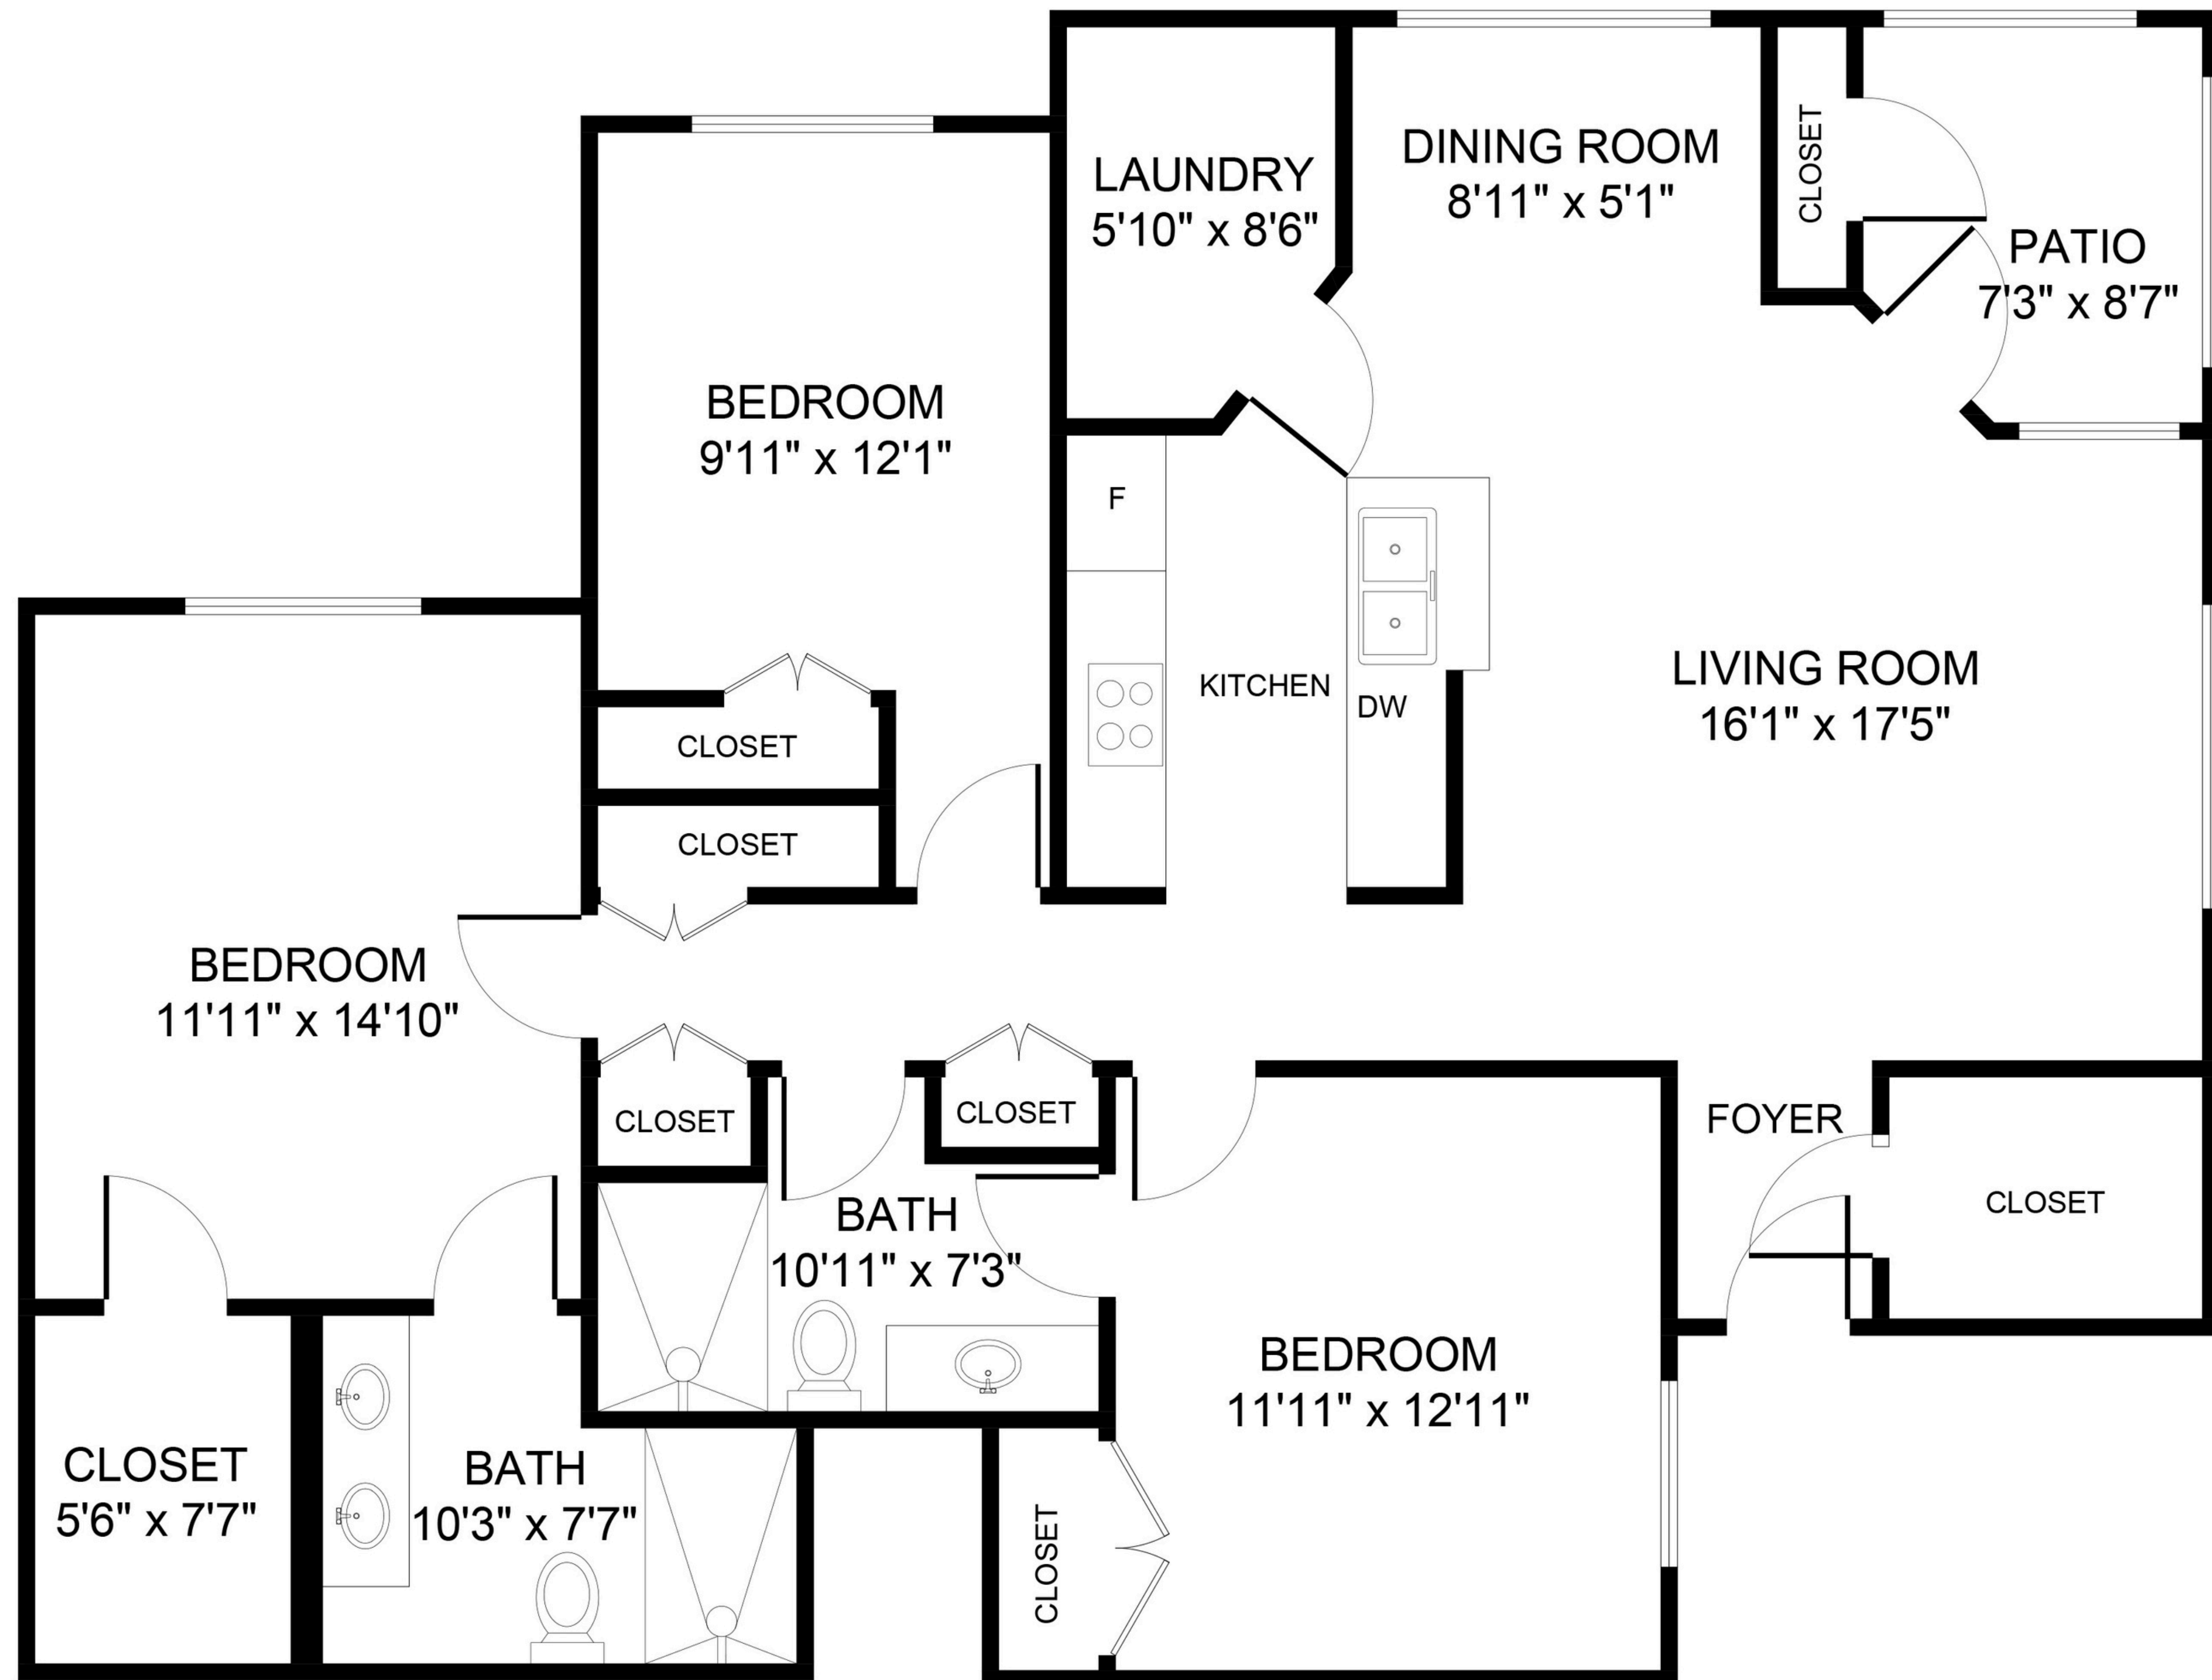 LAUNDRY
5'10" x 8'6"
DINING ROOM
8'11" x 5'1"
CLOSET
PATIO
7'3" x 8'7"
BEDROOM
9'11" x 12'1"
F
KITCHEN
DW
LIVING ROOM
16'1" x 17'5"
CLOSET
CLOSET
BEDROOM
11'11" x 14'10"
CLOSET
CLOSET
FOYER
CLOSET
BATH
10'11" x 7'3"
BEDROOM
11'11" x 12'11"
CLOSET
5'6" x 7'7"
BATH
10'3" x 7'7"
CLOSET